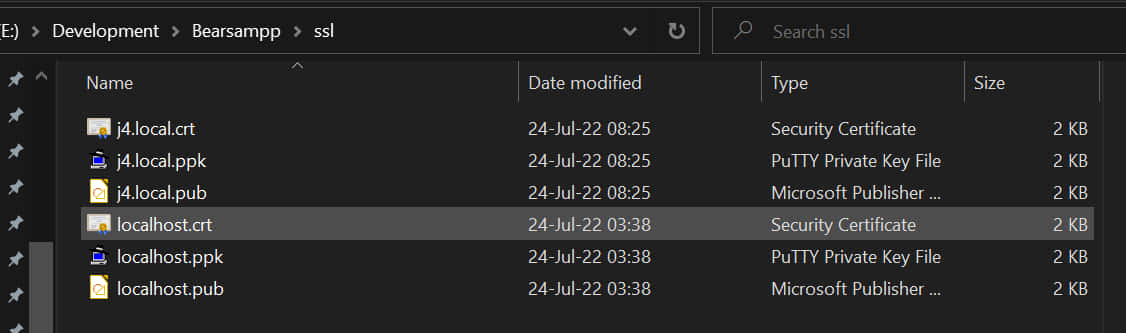 (E:) > Development > Bearsampp > ssl Search ssl
Name Date modified Type Size
j4.local.crt 24-Jul-22 08:25 Security Certificate 2 KB
j4.local.ppk 24-Jul-22 08:25 PuTTY Private Key File 2 KB
j4.local.pub 24-Jul-22 08:25 Microsoft Publisher ... 2 KB
localhost.crt 24-Jul-22 03:38 Security Certificate 2 KB
localhost.ppk 24-Jul-22 03:38 PuTTY Private Key File 2 KB
localhost.pub 24-Jul-22 03:38 Microsoft Publisher ... 2 KB